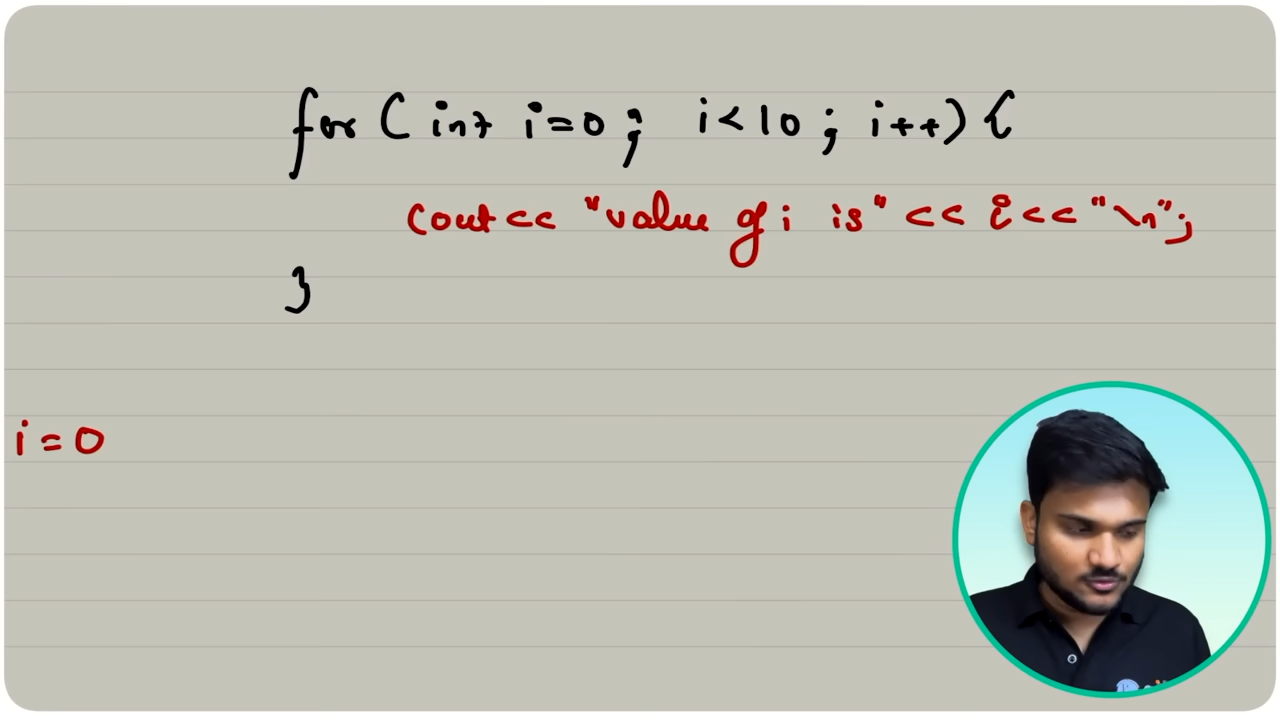 for ( int i=0 ; i<10 ; i++) {
cout << "value of i is" << i << "\n";
}
i = 0